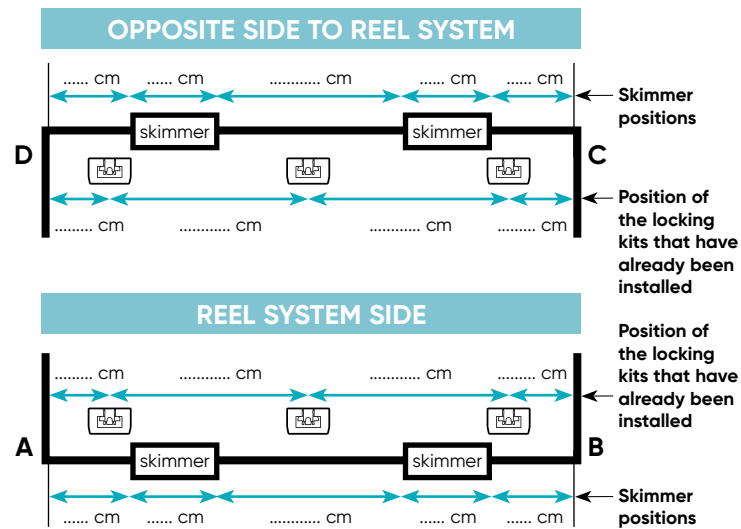 OPPOSITE SIDE TO REEL SYSTEM
...... cm ...... cm ............ cm ...... cm ...... cm
Skimmer
positions
skimmer skimmer
D C
Position of
the locking
kits that have
already been
installed
......... cm ............ cm ............ cm ......... cm
REEL SYSTEM SIDE
Position of
the locking
kits that have
already been
installed
......... cm ............ cm ............ cm ......... cm
A B
skimmer skimmer
Skimmer
positions
...... cm ...... cm ............ cm ...... cm ...... cm